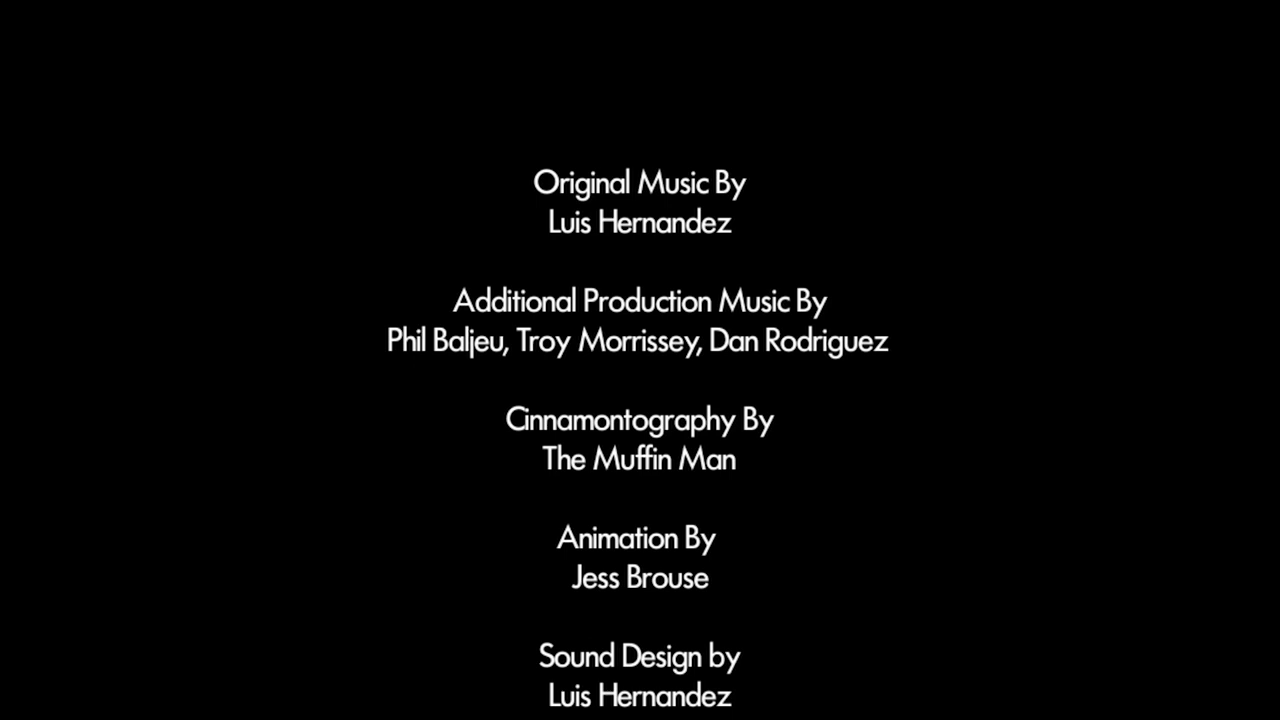 Original Music By
Luis Hernandez
Additional Production Music By
Phil Baljeu, Troy Morrissey, Dan Rodriguez
Cinnamontography By
The Muffin Man
Animation By
Jess Brouse
Sound Design by
Luis Hernandez